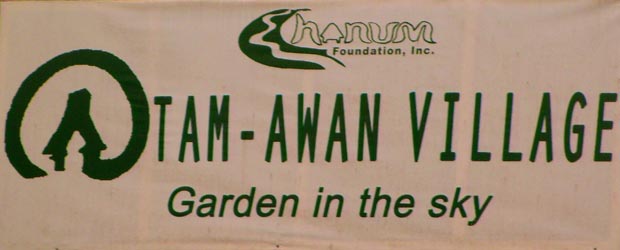 Chanum
Foundation, Inc.
TAM-AWAN VILLAGE
Garden in the sky